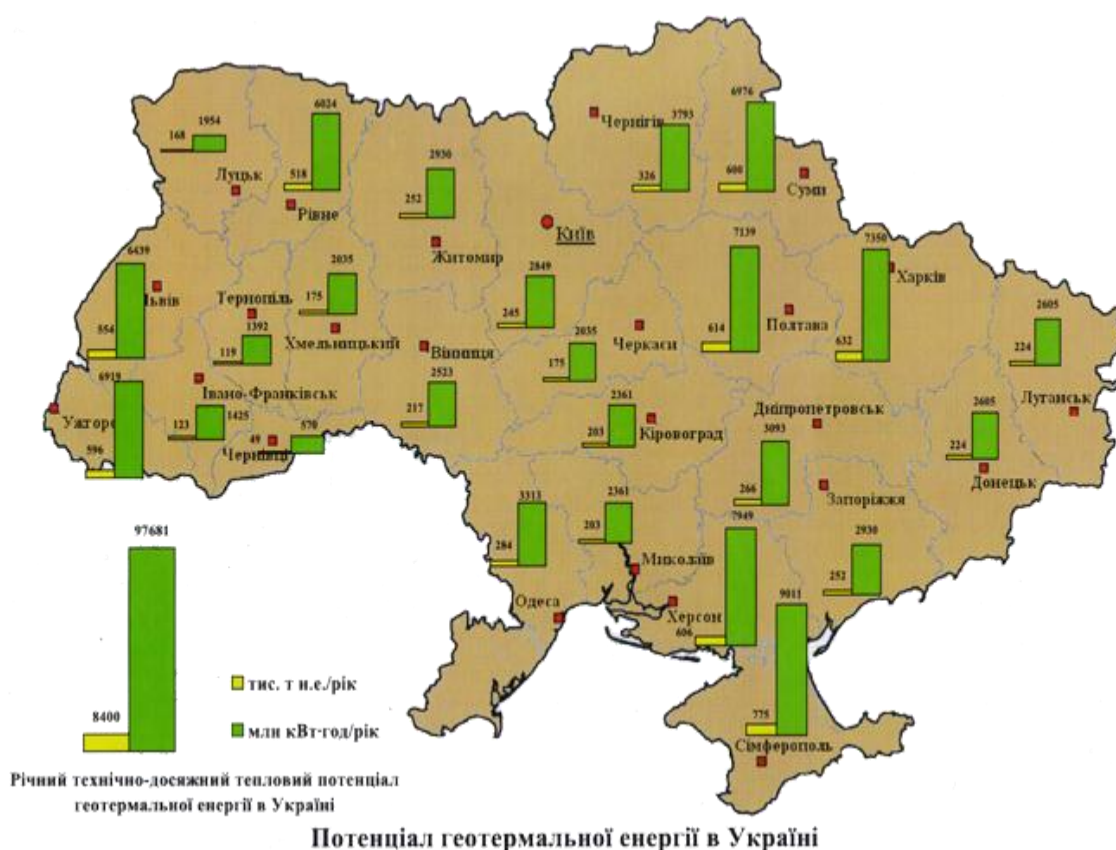 6976
6024
3793
1954
168
Чернігів
2930
518
326
600
Луцьк
Суми
Рівне
252
Київ
Житомир
7139
7350
6439
2035
2849
Харків
Львів
Тернопіль
175
2605
1392
245
Полтава
2035
614
Хмельницький
Черкаси
632
554
119
Вінниця
224
175
6919
2523
Івано-Франківськ
2361
Дніпропетровськ
2605
Луганськ
Ужгород
1425
217
123
570
203
Кіровоград
3093
49
Чернівці
224
596
Донецьк
266
Запоріжжя
3313
2361
7949
97681
203
2930
284
Миколаїв
252
Одеса
Херсон
9011
606
тис. т н.е./рік
8400
775
млн кВт·год/рік
Сімферополь
Річний технічно-досяжний тепловий потенціал
геотермальної енергії в Україні
Потенціал геотермальної енергії в Україні